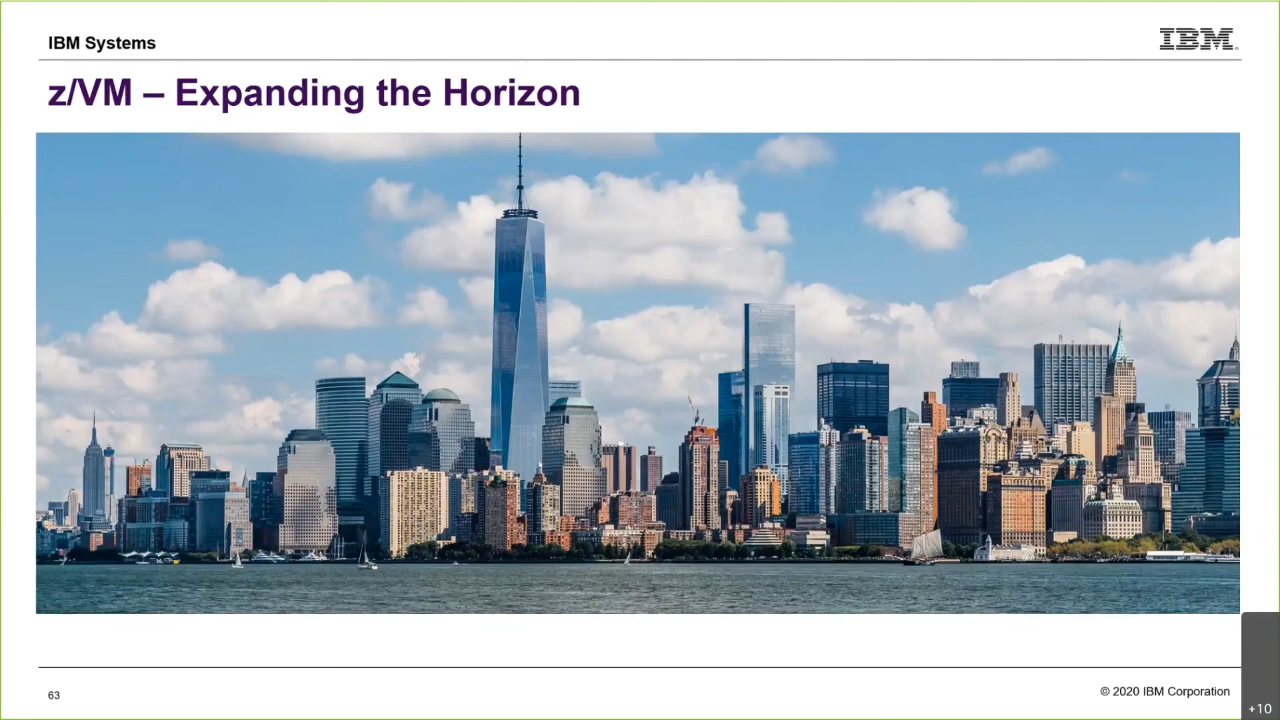 IBM Systems
IBM
z/VM – Expanding the Horizon
63
© 2020 IBM Corporation
+10